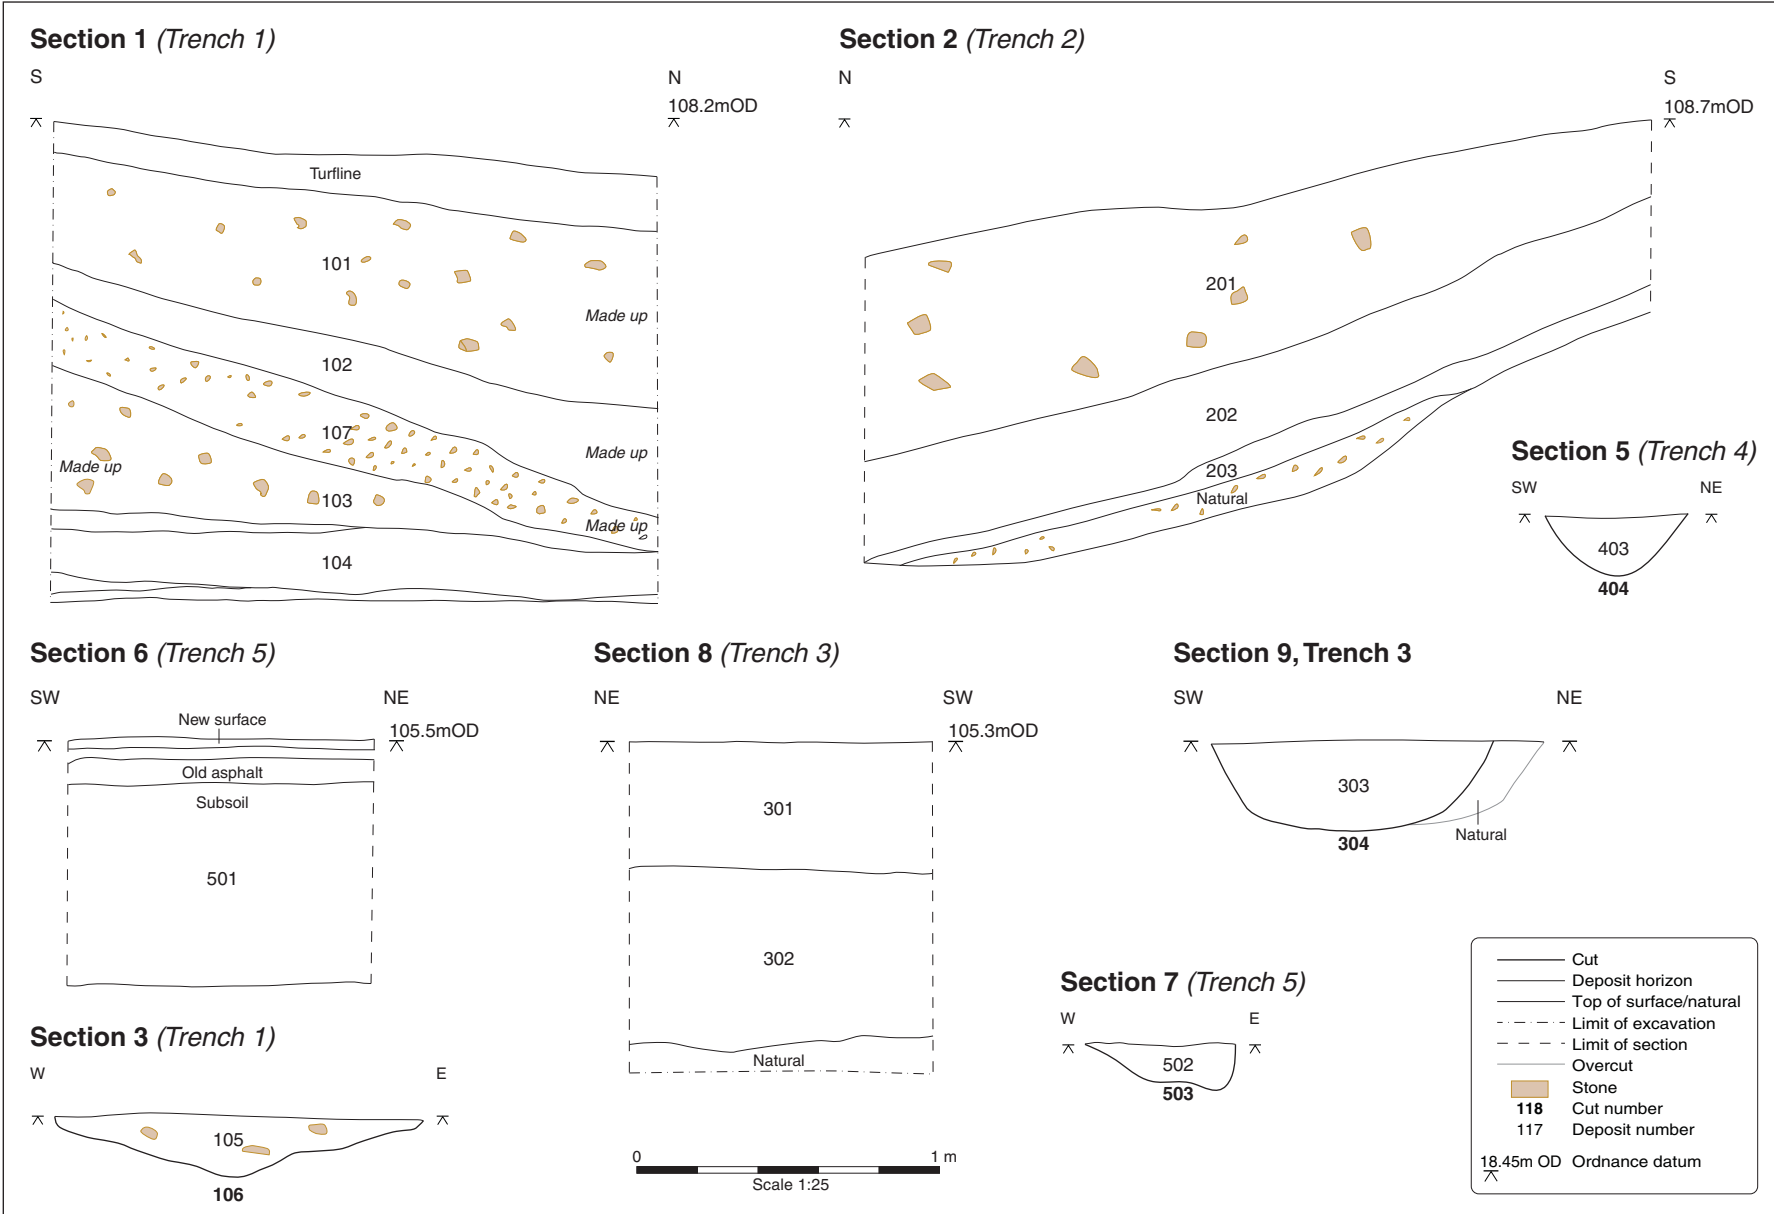 Section 1 (Trench 1)
S
N
108.2mOD
Turfline
101
Made up
102
107
Made up
Made up
103
Made up
104
Section 2 (Trench 2)
N
S
108.7mOD
201
202
203
Natural
Section 5 (Trench 4)
SW
NE
403
404
Section 6 (Trench 5)
SW
NE
105.5mOD
New surface
Old asphalt
Subsoil
501
Section 8 (Trench 3)
NE
SW
105.3mOD
301
302
Natural
Section 9, Trench 3
SW
NE
303
304
Natural
Section 3 (Trench 1)
W
E
105
106
Section 7 (Trench 5)
W
E
502
503
0 1 m
Scale 1:25
Cut
Deposit horizon
Top of surface/natural
Limit of excavation
Limit of section
Overcut
Stone
118 Cut number
117 Deposit number
18.45m OD Ordnance datum